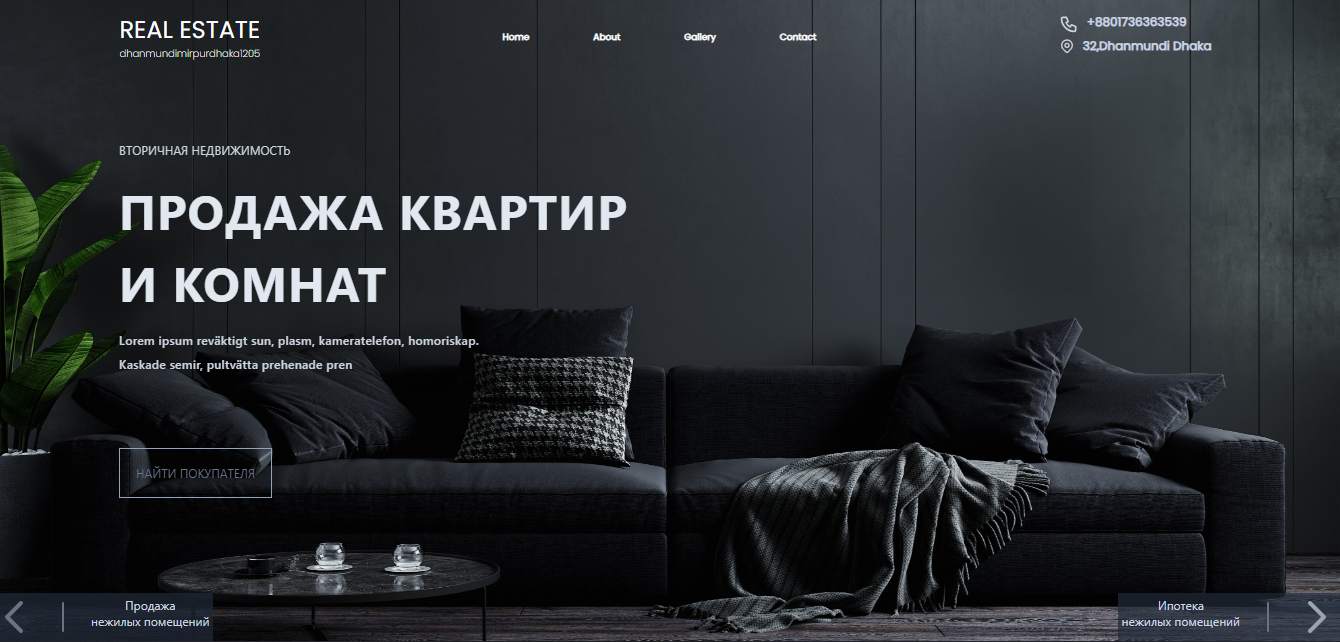 REAL ESTATE
dhanmundimirpurdhaka1205
Home
About
Gallery
Contact
+8801736363539
32,Dhanmundi Dhaka
ВТОРИЧНАЯ НЕДВИЖИМОСТЬ
ПРОДАЖА КВАРТИР
И КОМНАТ
Lorem ipsum reväktigt sun, plasm, kameratelefon, homoriskap.
Kaskade semir, pultvätta prehenade pren
НАЙТИ ПОКУПАТЕЛЯ
Продажа
нежилых помещений
Ипотека
нежилых помещений